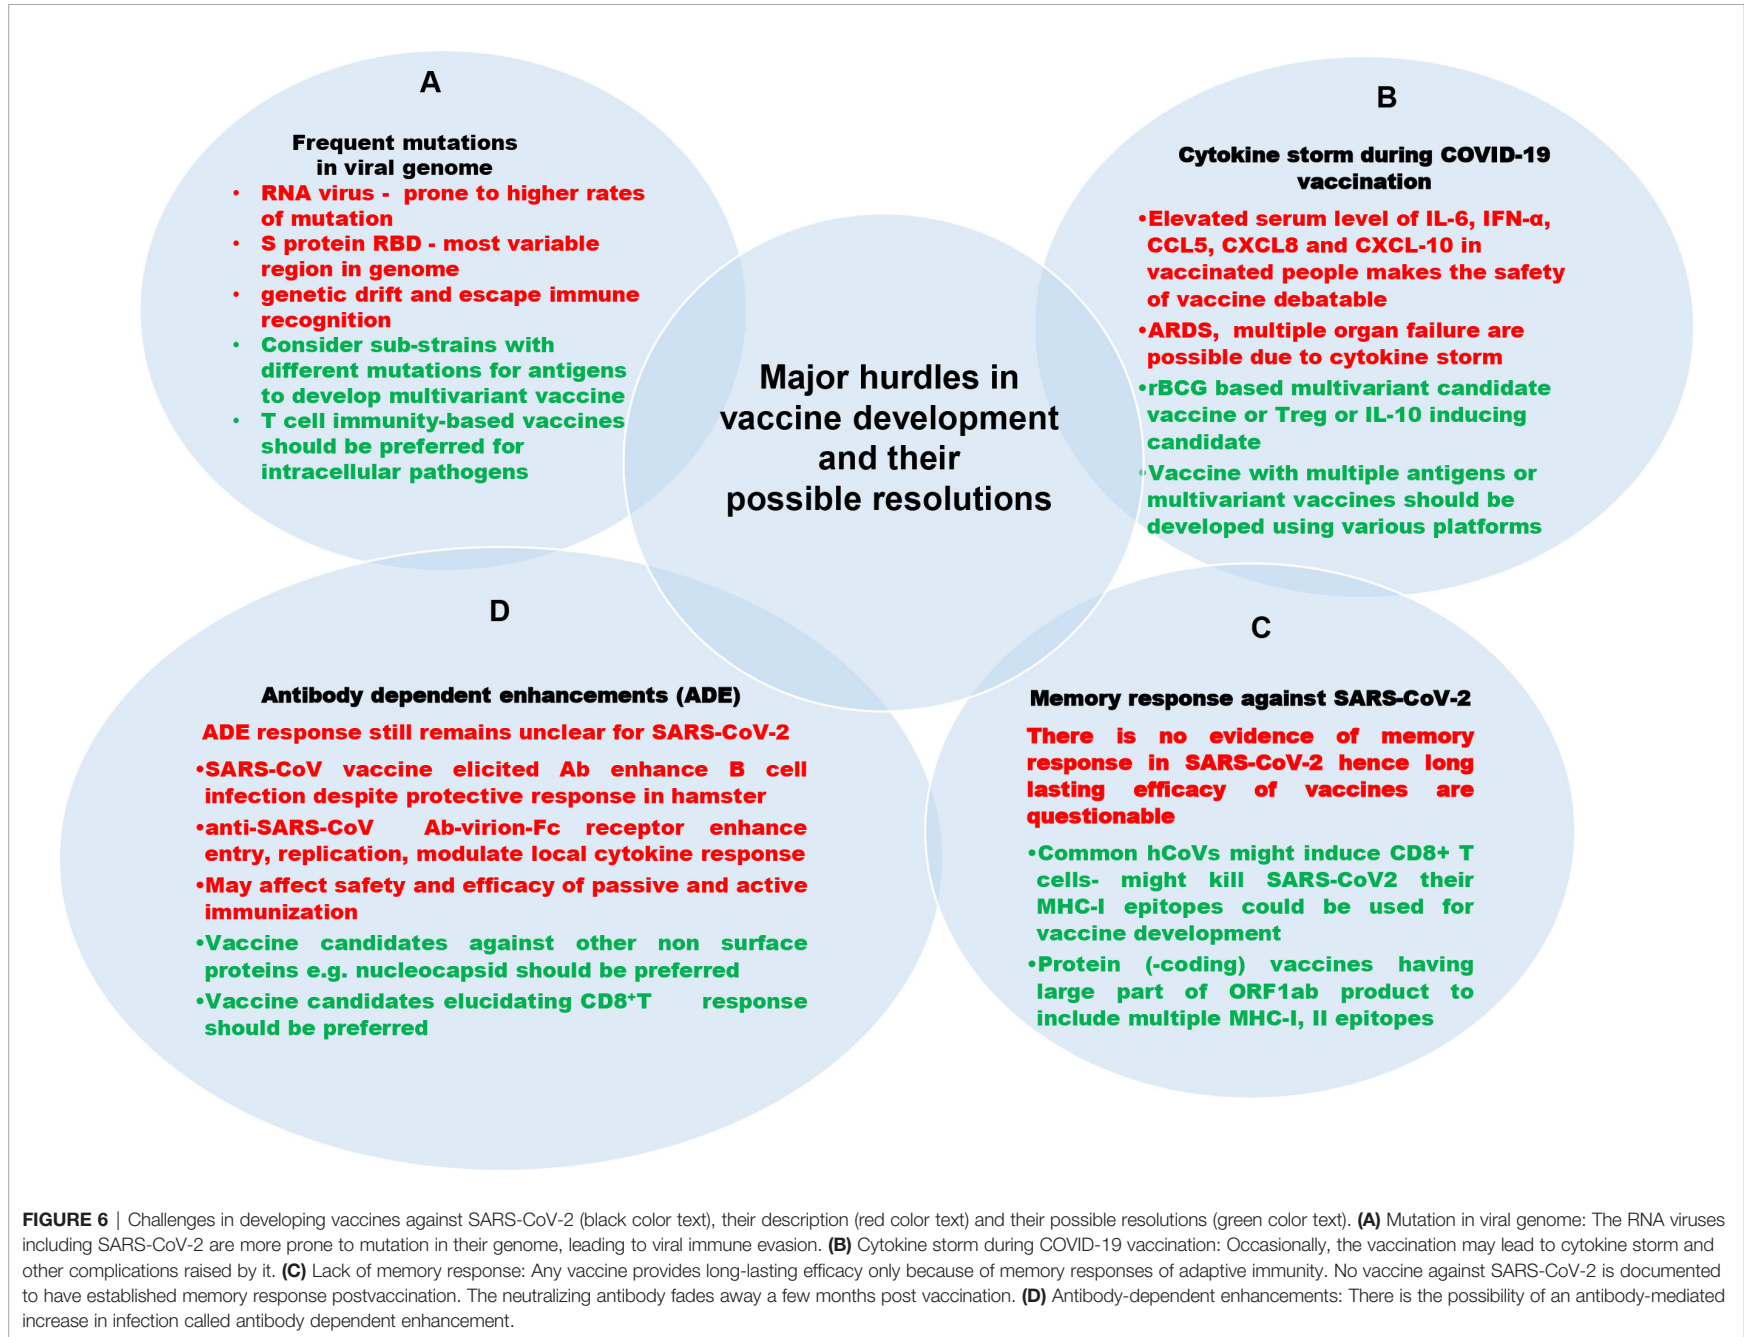 A
Frequent mutations
in viral genome
• RNA virus - prone to higher rates
of mutation
• S protein RBD - most variable
region in genome
• genetic drift and escape immune
recognition
• Consider sub-strains with
different mutations for antigens
to develop multivariant vaccine
• T cell immunity-based vaccines
should be preferred for
intracellular pathogens
B
Cytokine storm during COVID-19
vaccination
•Elevated serum level of IL-6, IFN-α,
CCL5, CXCL8 and CXCL-10 in
vaccinated people makes the safety
of vaccine debatable
•ARDS, multiple organ failure are
possible due to cytokine storm
•rBCG based multivariant candidate
vaccine or Treg or IL-10 inducing
candidate
•Vaccine with multiple antigens or
multivariant vaccines should be
developed using various platforms
Major hurdles in
vaccine development
and their
possible resolutions
D
Antibody dependent enhancements (ADE)
ADE response still remains unclear for SARS-CoV-2
•SARS-CoV vaccine elicited Ab enhance B cell
infection despite protective response in hamster
•anti-SARS-CoV Ab-virion-Fc receptor enhance
entry, replication, modulate local cytokine response
•May affect safety and efficacy of passive and active
immunization
•Vaccine candidates against other non surface
proteins e.g. nucleocapsid should be preferred
•Vaccine candidates elucidating CD8⁺T response
should be preferred
C
Memory response against SARS-CoV-2
There is no evidence of memory
response in SARS-CoV-2 hence long
lasting efficacy of vaccines are
questionable
•Common hCoVs might induce CD8+ T
cells- might kill SARS-CoV2 their
MHC-I epitopes could be used for
vaccine development
•Protein (-coding) vaccines having
large part of ORF1ab product to
include multiple MHC-I, II epitopes
FIGURE 6 | Challenges in developing vaccines against SARS-CoV-2 (black color text), their description (red color text) and their possible resolutions (green color text). (A) Mutation in viral genome: The RNA viruses
including SARS-CoV-2 are more prone to mutation in their genome, leading to viral immune evasion. (B) Cytokine storm during COVID-19 vaccination: Occasionally, the vaccination may lead to cytokine storm and
other complications raised by it. (C) Lack of memory response: Any vaccine provides long-lasting efficacy only because of memory responses of adaptive immunity. No vaccine against SARS-CoV-2 is documented
to have established memory response postvaccination. The neutralizing antibody fades away a few months post vaccination. (D) Antibody-dependent enhancements: There is the possibility of an antibody-mediated
increase in infection called antibody dependent enhancement.